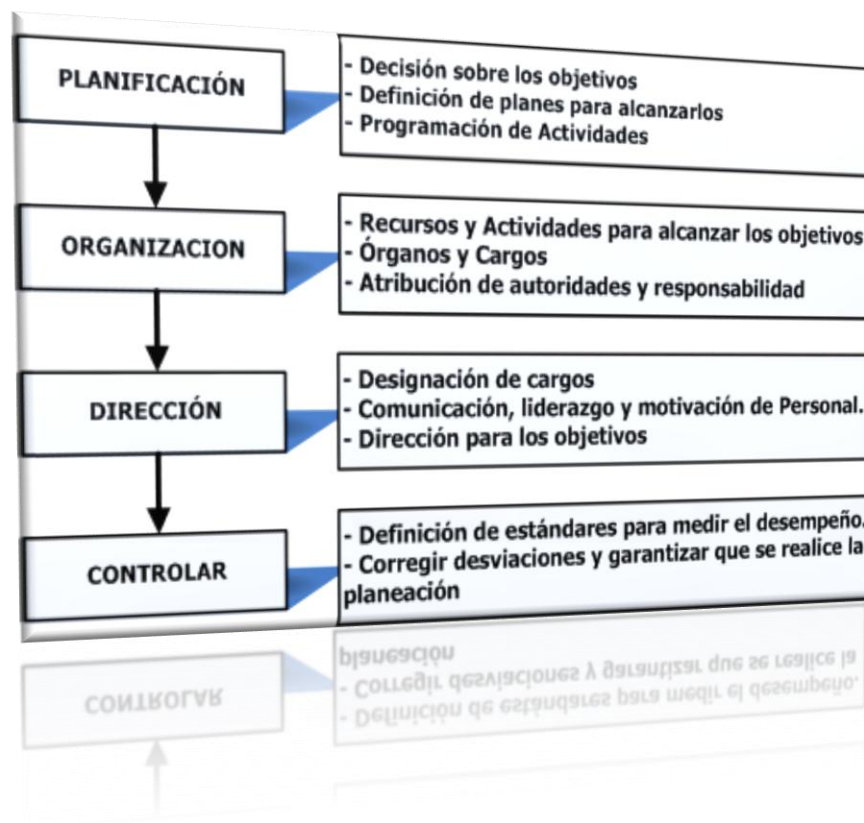 PLANIFICACIÓN
- Decisión sobre los objetivos
- Definición de planes para alcanzarlos
- Programación de Actividades
ORGANIZACION
- Recursos y Actividades para alcanzar los objetivos
- Órganos y Cargos
- Atribución de autoridades y responsabilidad
DIRECCIÓN
- Designación de cargos
- Comunicación, liderazgo y motivación de Personal.
- Dirección para los objetivos
CONTROLAR
- Definición de estándares para medir el desempeño.
- Corregir desviaciones y garantizar que se realice la
planeación